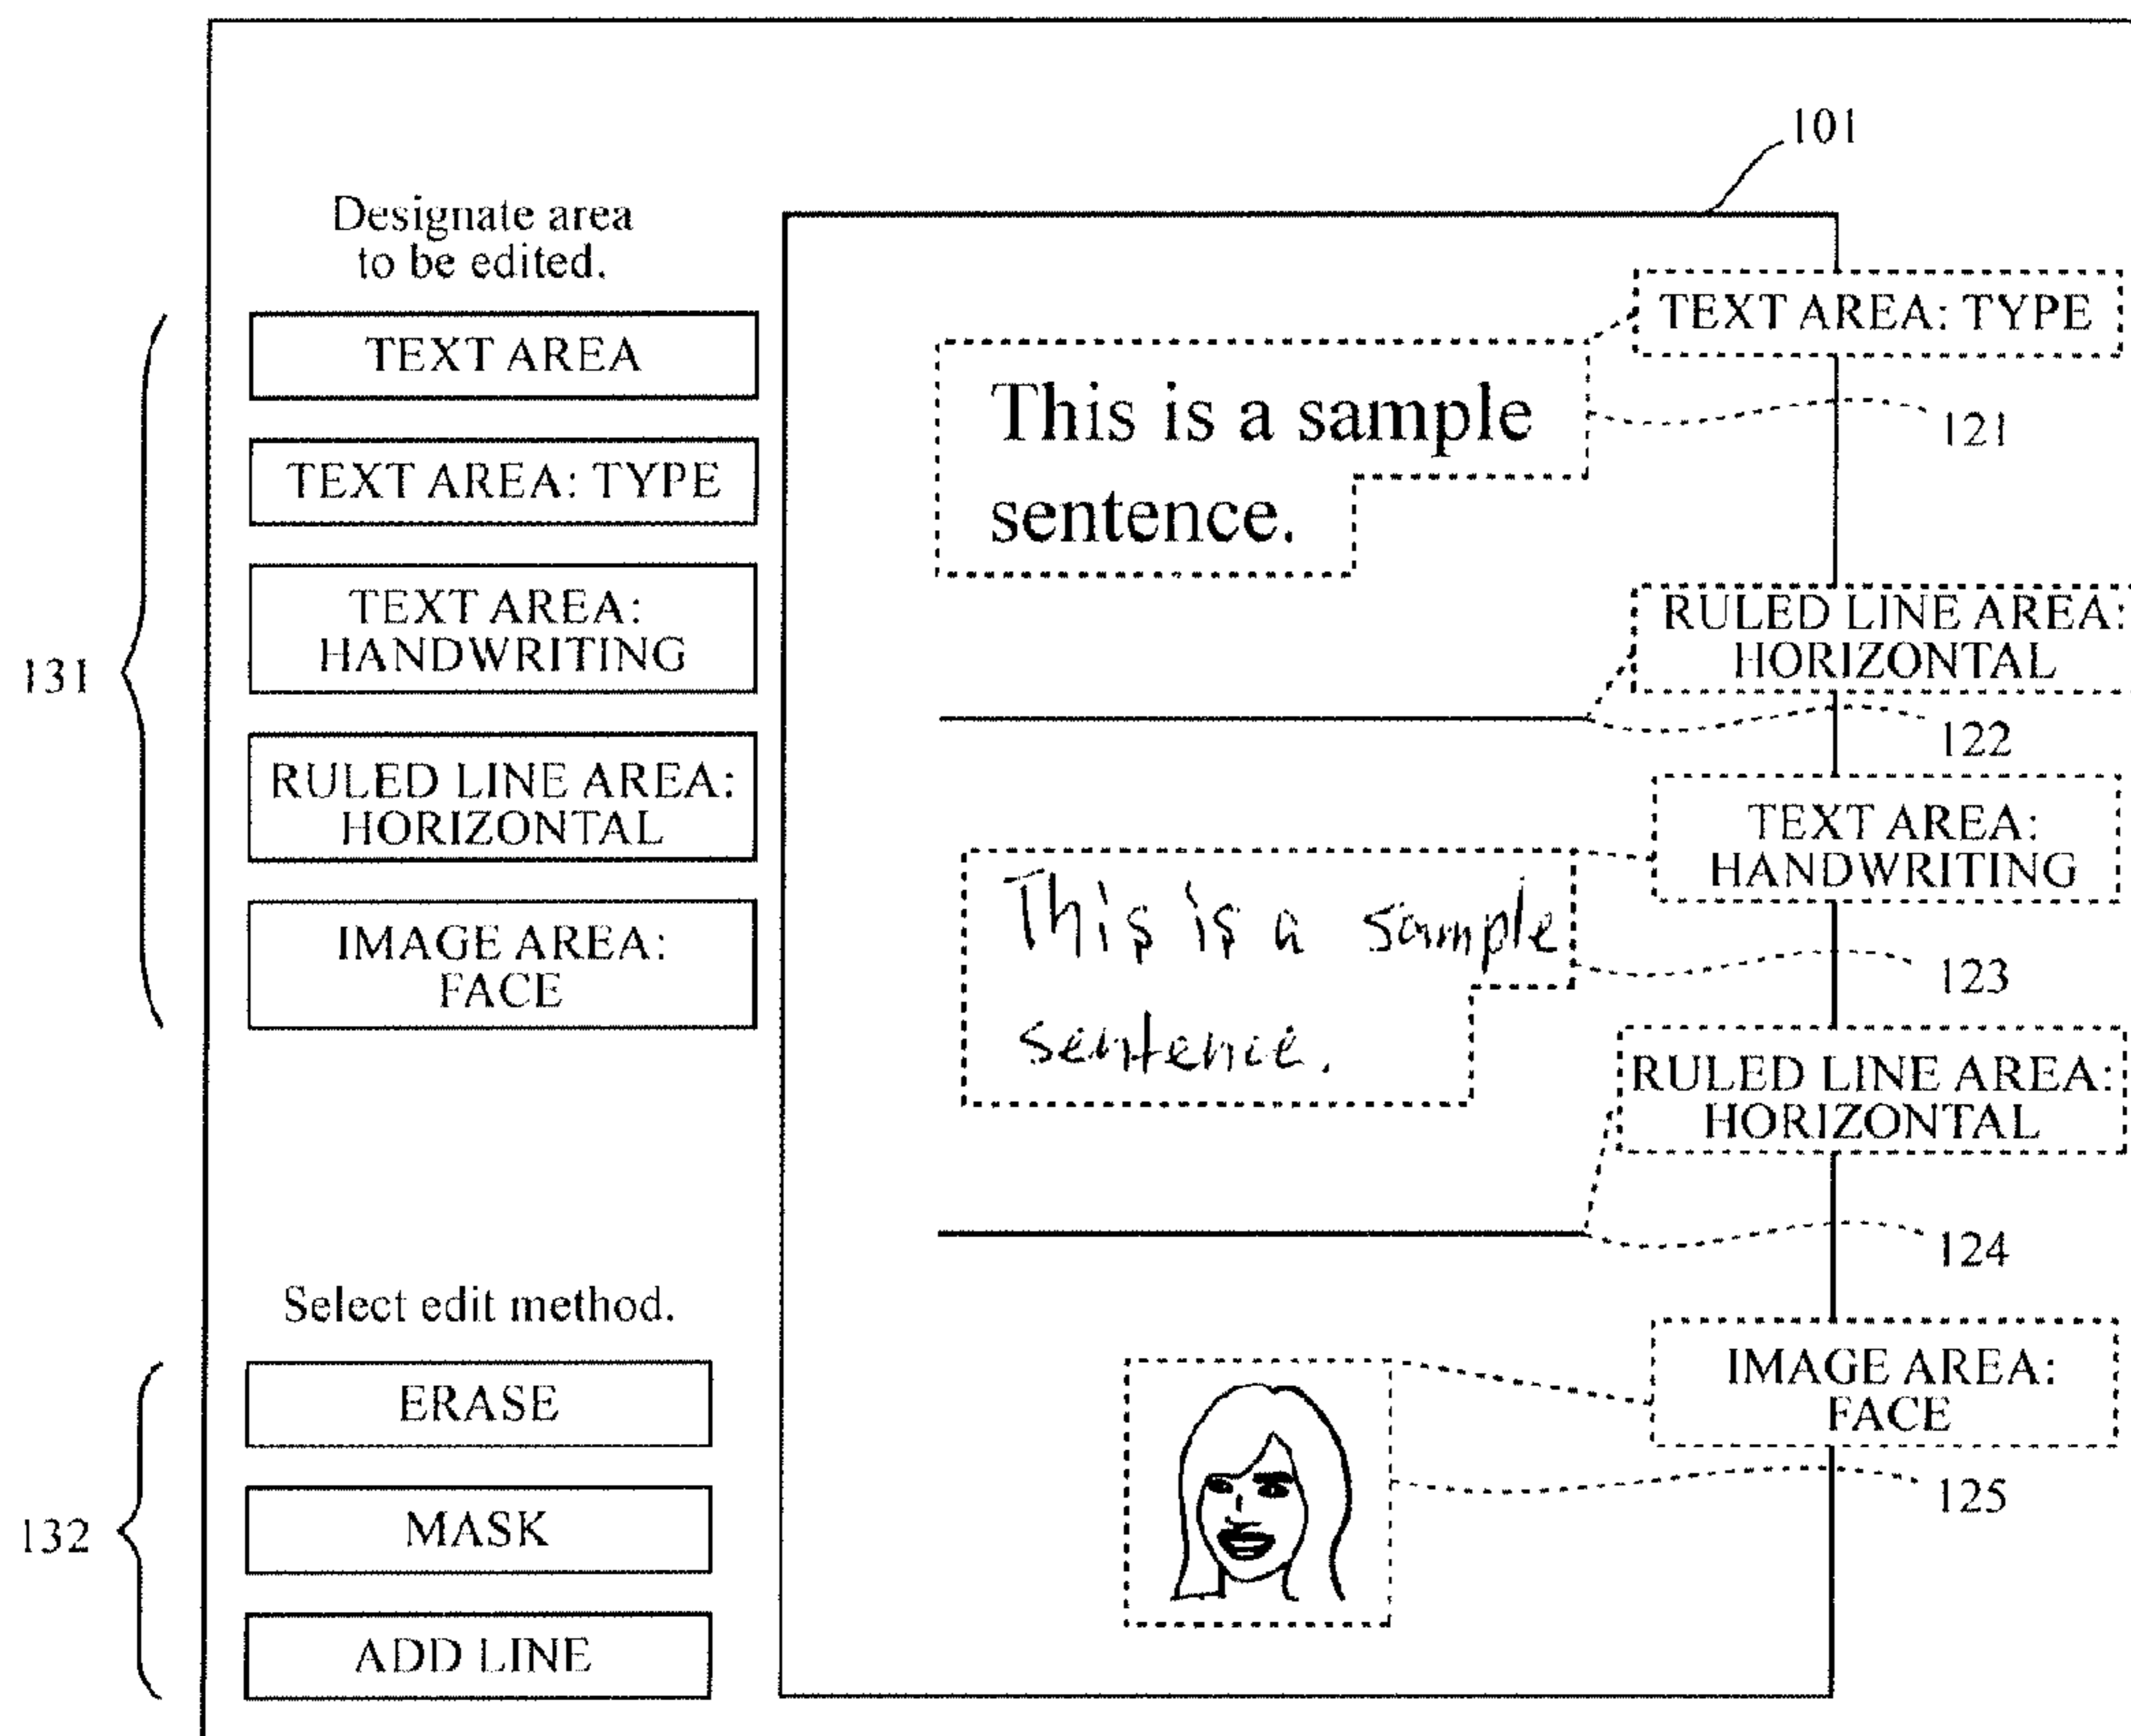 101
Designate area
to be edited.
TEXT AREA
TEXT AREA: TYPE
TEXT AREA:
HANDWRITING
RULED LINE AREA:
HORIZONTAL
IMAGE AREA:
FACE
131
Select edit method.
ERASE
MASK
ADD LINE
132
This is a sample
sentence.
TEXT AREA: TYPE
121
RULED LINE AREA:
HORIZONTAL
122
This is a sample
sentence.
TEXT AREA:
HANDWRITING
123
RULED LINE AREA:
HORIZONTAL
124
IMAGE AREA:
FACE
125